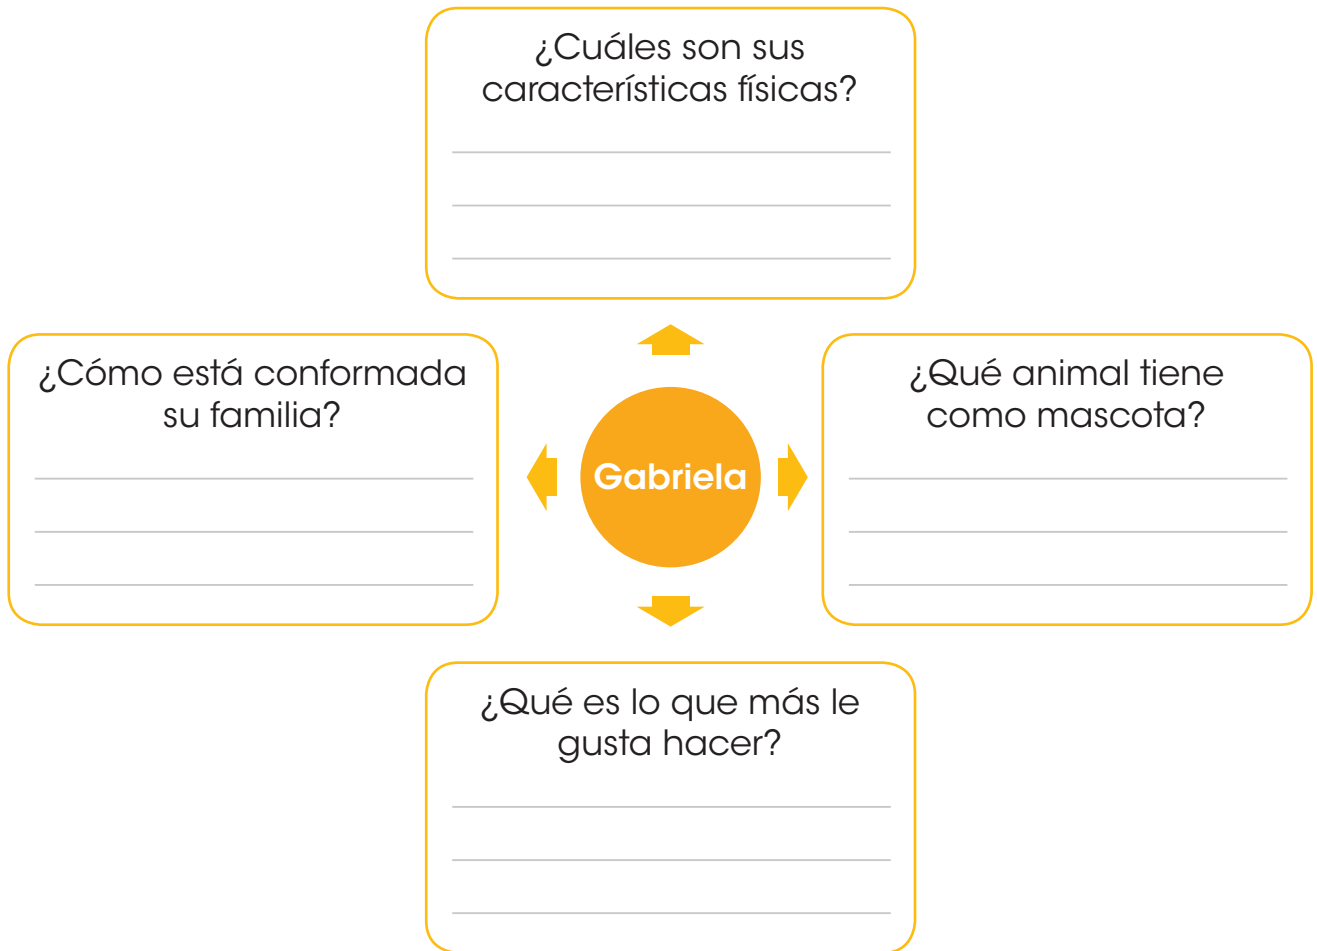 ¿Cuáles son sus
características físicas?
¿Cómo está conformada
su familia?
Gabriela
¿Qué animal tiene
como mascota?
¿Qué es lo que más le
gusta hacer?